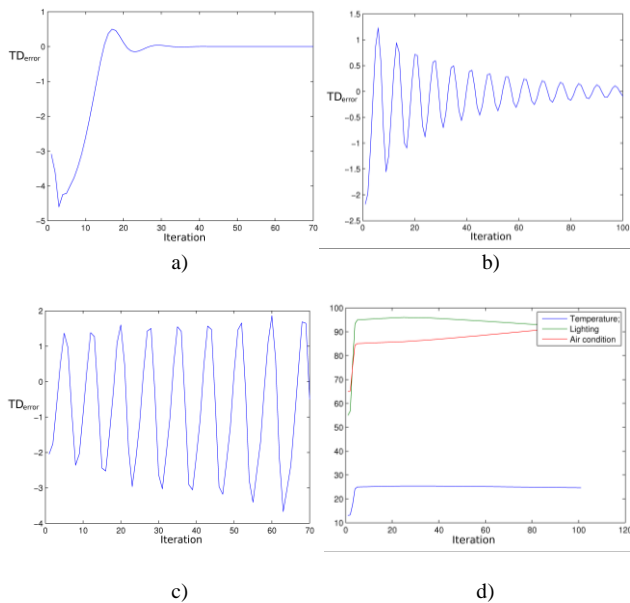 1
0
TD_error
-1
-2
-3
-4
-5
0 10 20 30 40 50 60 70
Iteration
a)
1.5
1
0.5
0
TD_error
-0.5
-1
-1.5
-2
-2.5
0 20 40 60 80 100
Iteration
b)
2
1
0
TD_error
-1
-2
-3
-4
0 10 20 30 40 50 60 70
Iteration
c)
100
90
80
70
60
50
40
30
20
10
Temperature;
Lighting
Air condition
0 20 40 60 80 100 120
Iteration
d)